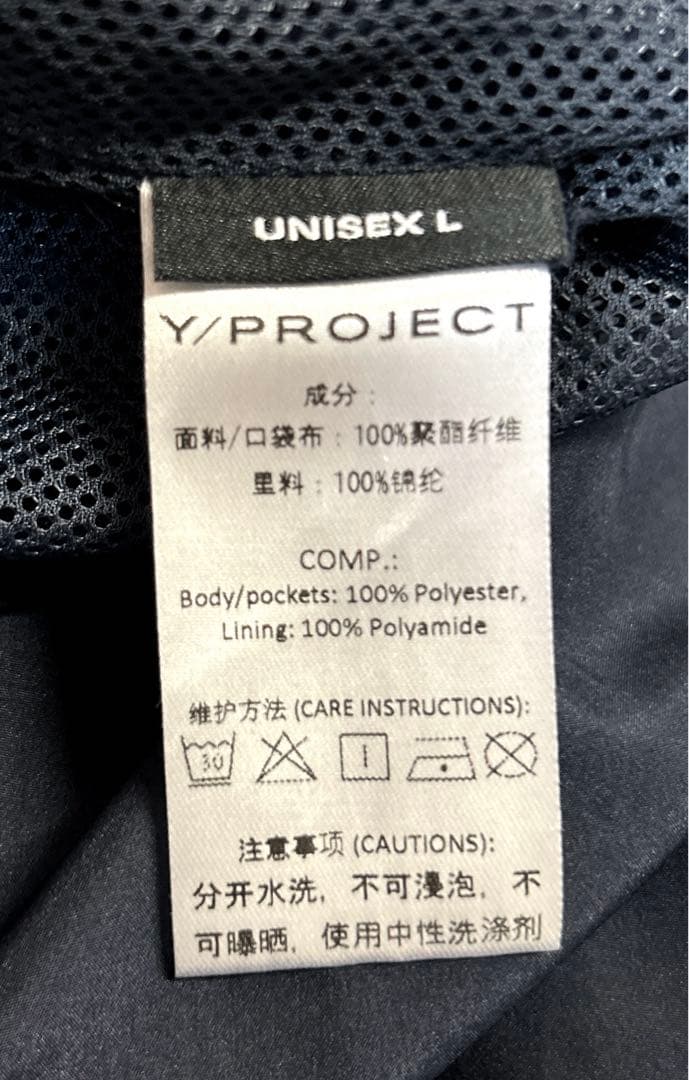 UNISEX L
Y/PROJECT
成分：
面料/口袋布：100%聚酯纤维
里料：100%锦纶
COMP.:
Body/pockets: 100% Polyester,
Lining: 100% Polyamide
维护方法 (CARE INSTRUCTIONS):
30
注意事项 (CAUTIONS):
分开水洗，不可漫泡，不
可曝晒，使用中性洗涤剂